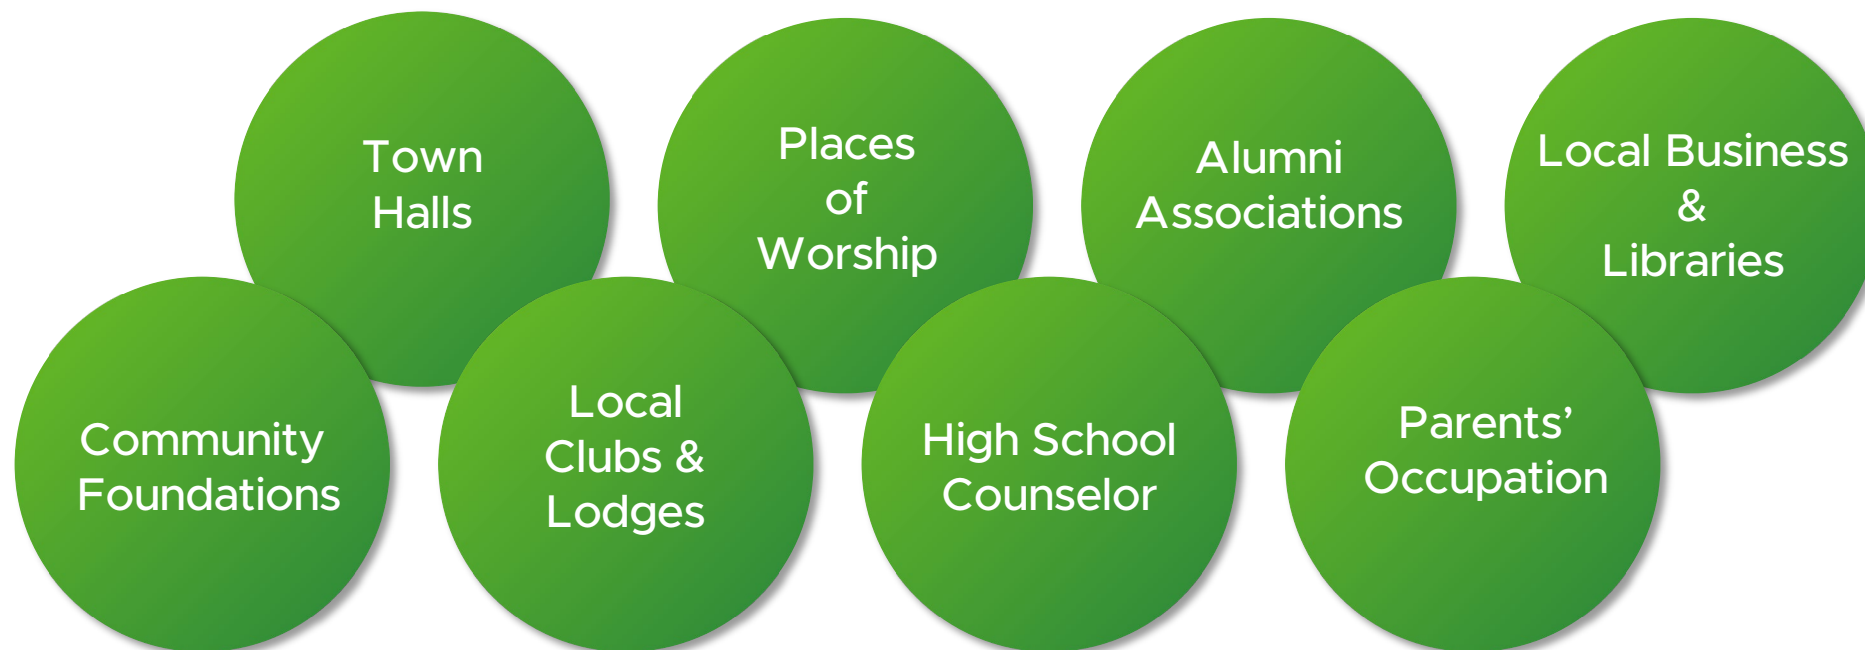 Town
Halls
Places
of
Worship
Alumni
Associations
Local Business
&
Libraries
Community
Foundations
Local
Clubs &
Lodges
High School
Counselor
Parents’
Occupation